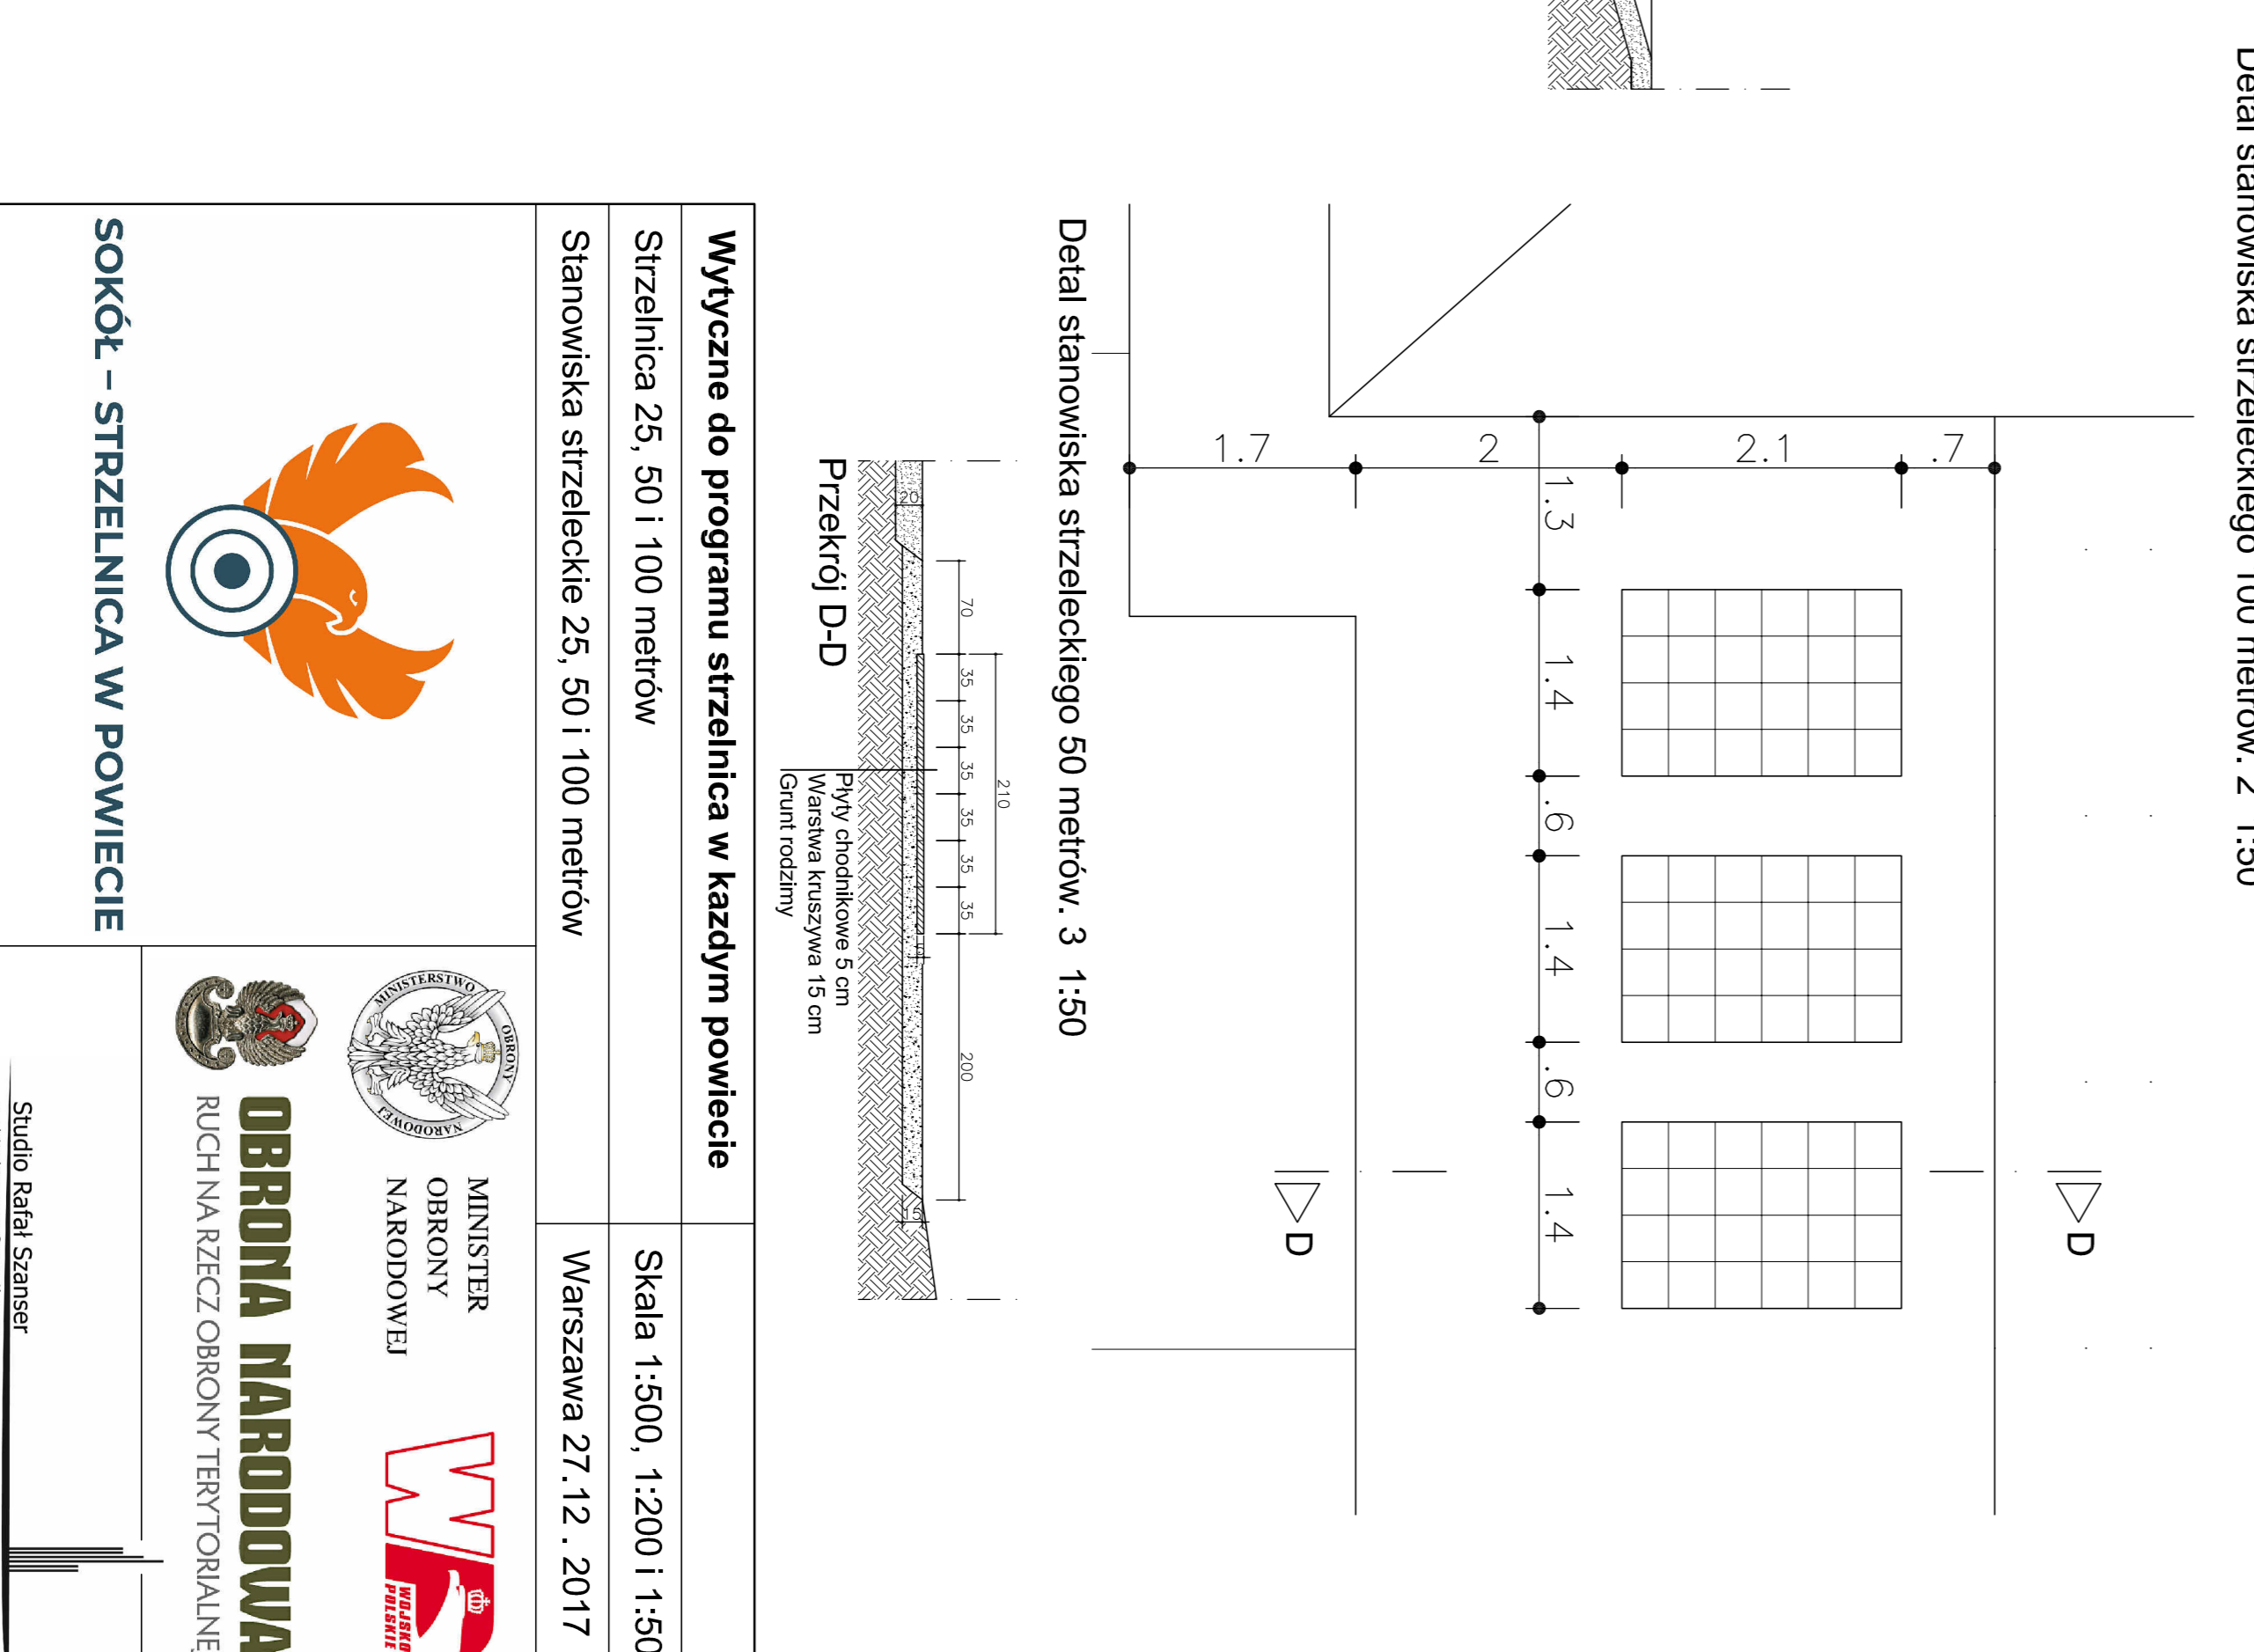 Detal stanowiska strzeleckiego 100 metrów. 2 1:50
1.7
2
2.1
.7
1.3
1.4
.6
1.4
.6
1.4
D
D
Detal stanowiska strzeleckiego 50 metrów. 3 1:50
210
70
35
35
35
35
35
35
200
20
5
15
Przekrój D-D
Płyty chodnikowe 5 cm
Warstwa kruszywa 15 cm
Grunt rodzimy
Wytyczne do programu strzelnica w kazdym powiecie
Strzelnica 25, 50 i 100 metrów
Skala 1:500, 1:200 i 1:50
Stanowiska strzeleckie 25, 50 i 100 metrów
Warszawa 27.12 . 2017
SOKÓŁ – STRZELNICA W POWIECIE
MINISTERSTWO OBRONY NARODOWEJ
MINISTER
OBRONY
NARODOWEJ
WOJSKO
POLSKIE
OBRONA NARODOWA
RUCH NA RZECZ OBRONY TERYTORIALNE
Studio Rafał Szanser